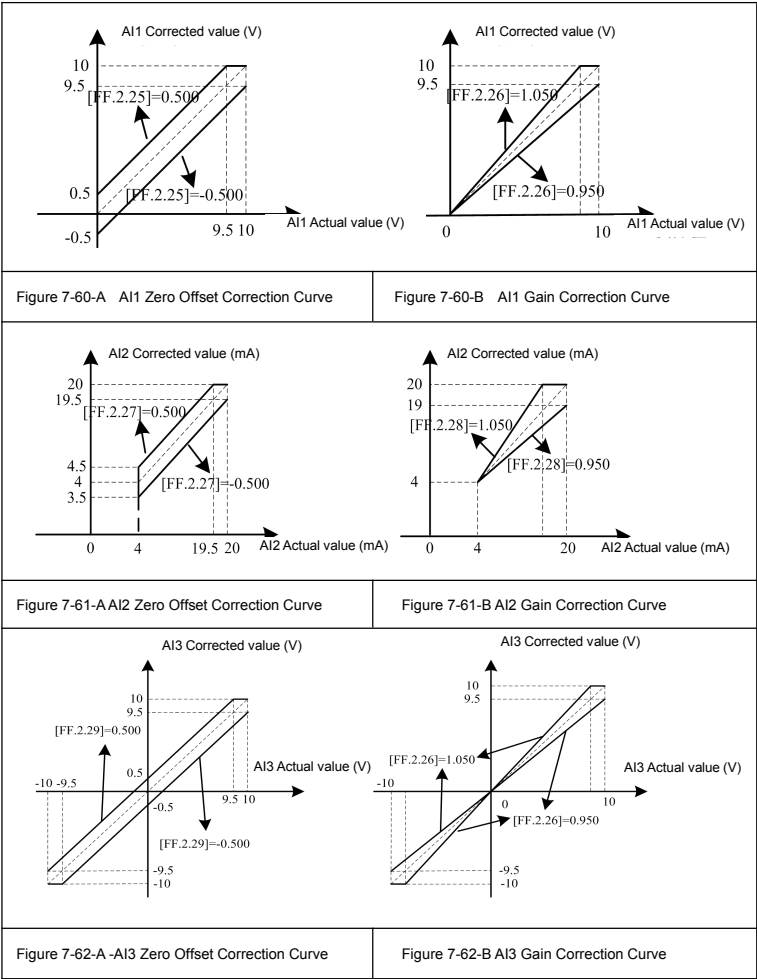 AI1 Corrected value (V)
10
9.5
[FF.2.25]=0.500
0.5
[FF.2.25]=-0.500
-0.5
9.5 10
AI1 Actual value (V)
AI1 Corrected value (V)
10
9.5
[FF.2.26]=1.050
[FF.2.26]=0.950
0
10
AI1 Actual value (V)
Figure 7-60-A AI1 Zero Offset Correction Curve
Figure 7-60-B AI1 Gain Correction Curve
AI2 Corrected value (mA)
20
19.5
[FF.2.27]=0.500
4.5
4
3.5
[FF.2.27]=-0.500
0
4
19.5 20
AI2 Actual value (mA)
AI2 Corrected value (mA)
20
19
[FF.2.28]=1.050
[FF.2.28]=0.950
4
0
4
20
AI2 Actual value (mA)
Figure 7-61-A AI2 Zero Offset Correction Curve
Figure 7-61-B AI2 Gain Correction Curve
AI3 Corrected value (V)
10
9.5
[FF.2.29]=0.500
AI3 Actual value (V)
-10 -9.5
0.5
-0.5
9.5 10
[FF.2.29]=-0.500
-9.5
-10
AI3 Corrected value (V)
10
9.5
[FF.2.26]=1.050
AI3 Actual value (V)
-10
0
10
[FF.2.26]=0.950
-9.5
-10
Figure 7-62-A -AI3 Zero Offset Correction Curve
Figure 7-62-B AI3 Gain Correction Curve